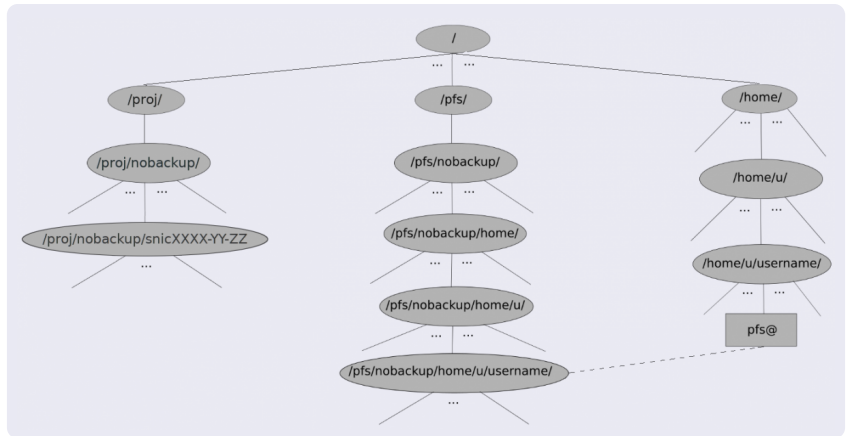 /
... ...
/proj/
/pfs/
/home/
... ...
/proj/nobackup/
/pfs/nobackup/
/home/u/
... ...
... ...
... ...
/proj/nobackup/snicXXXX-YY-ZZ
/pfs/nobackup/home/
/home/u/username/
...
... ...
... ...
/pfs/nobackup/home/u/
pfs@
... ...
/pfs/nobackup/home/u/username/
...